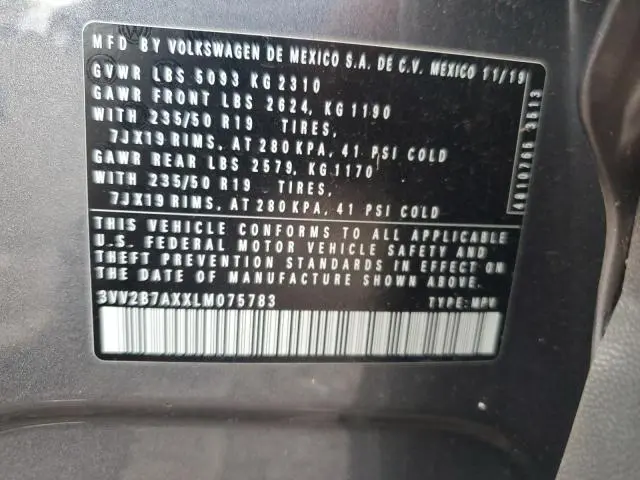 MFD BY VOLKSWAGEN DE MEXICO S.A. DE C.V. MEXICO 11/19
GVWR LBS 5093 KG 2310
GAWR FRONT LBS 2624, KG 1190
WITH 235/50 R19 TIRES,
7JX19 RIMS, AT 280 KPA, 41 PSI COLD
GAWR REAR LBS 2579, KG 1170
WITH 235/50 R19 TIRES,
7JX19 RIMS, AT 280 KPA, 41 PSI COLD
THIS VEHICLE CONFORMS TO ALL APPLICABLE
U.S. FEDERAL MOTOR VEHICLE SAFETY AND
THEFT PREVENTION STANDARDS IN EFFECT ON
THE DATE OF MANUFACTURE SHOWN ABOVE.
3VV2B7AXXLM075783 TYPE: MPV
3513